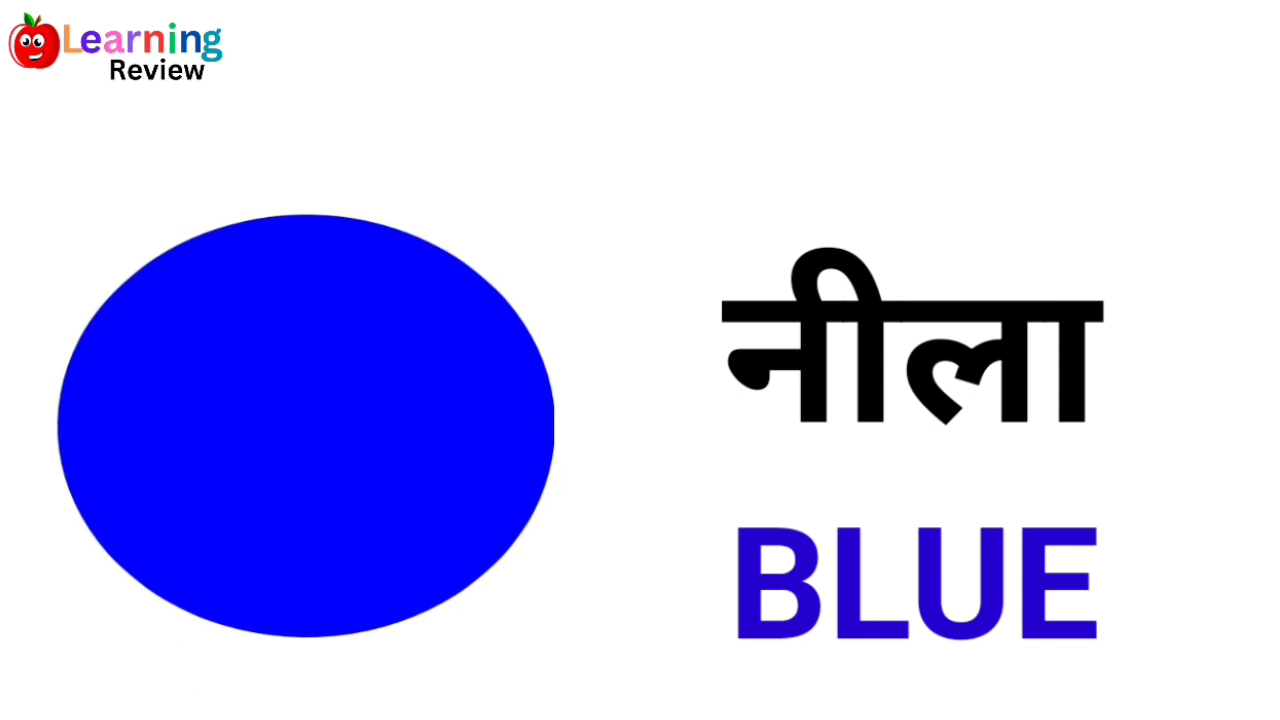 Learning
Review
नीला
BLUE